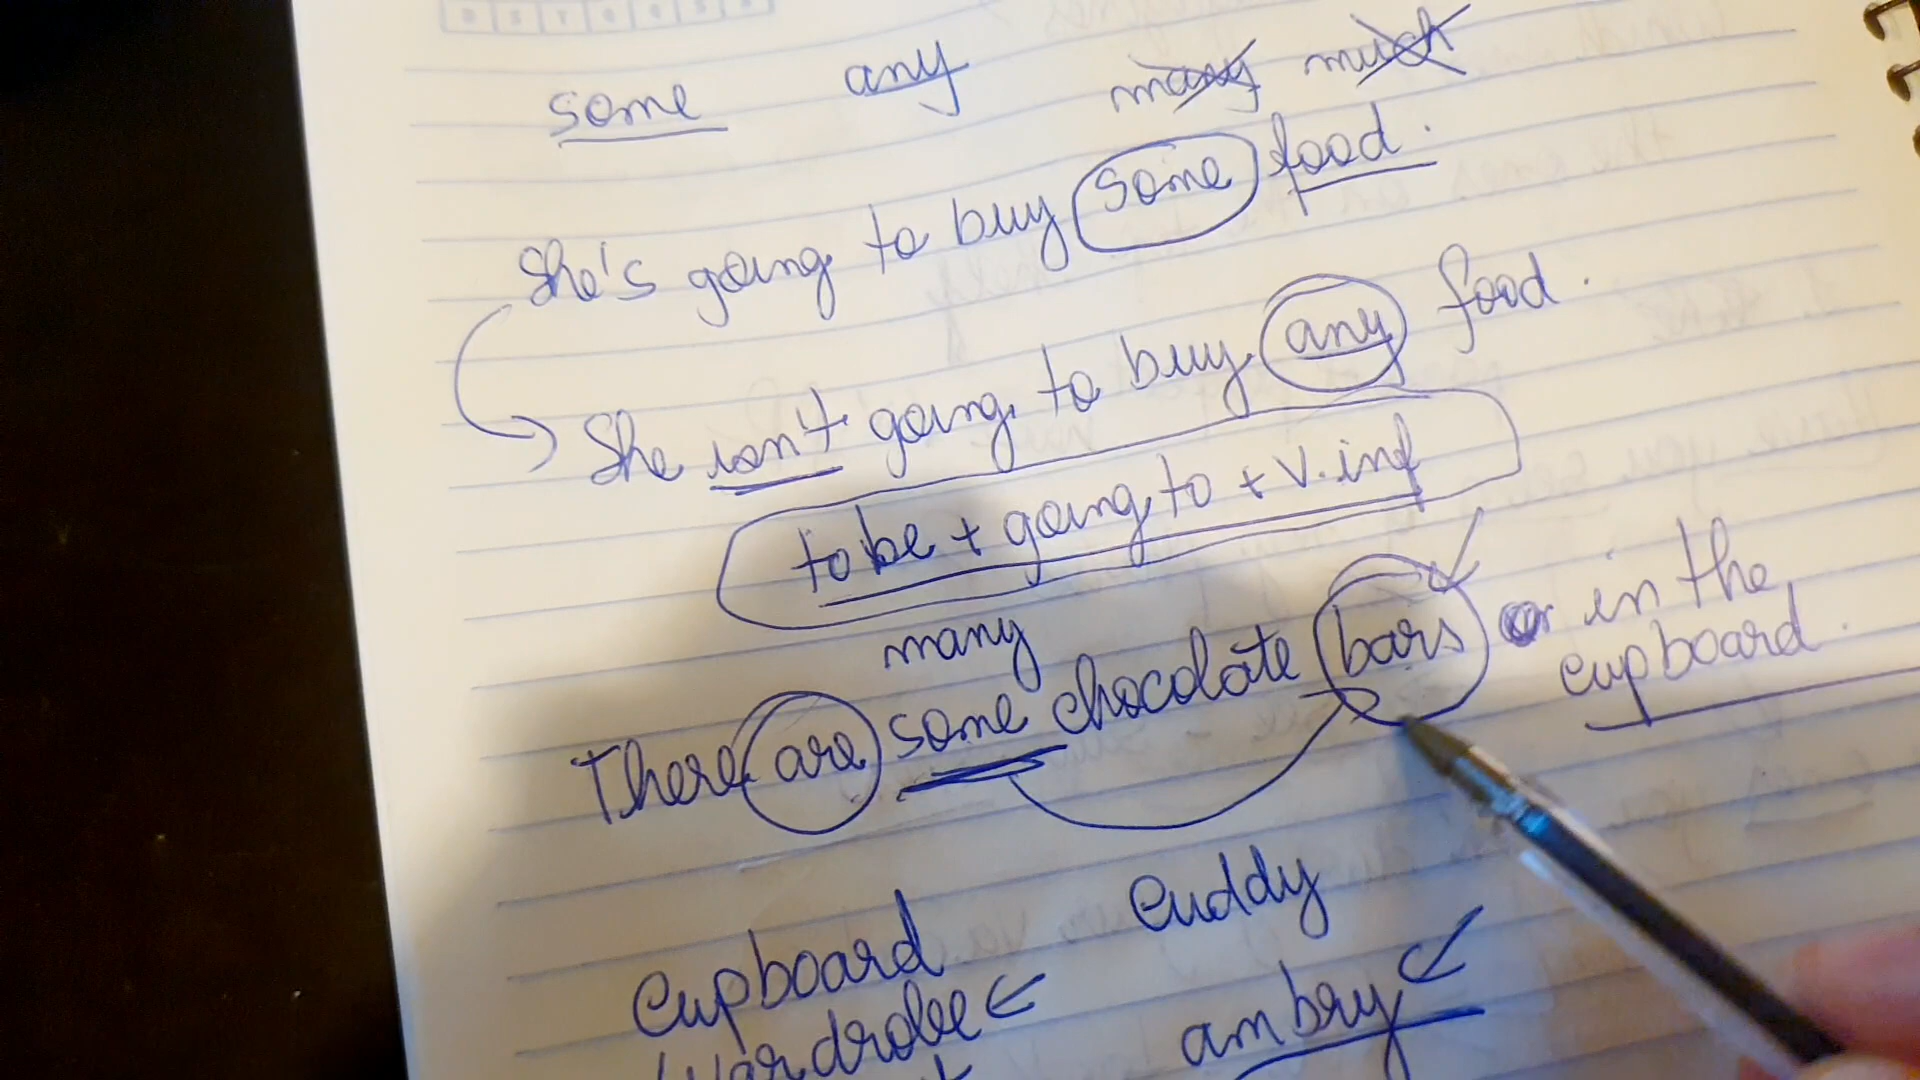 some any many much
She's going to buy some food.
She isn't going to buy any food.
to be + going to + v.inf
many
There are some chocolate bars or in the
cupboard.
cuddy
cupboard
wardrobe
ambry